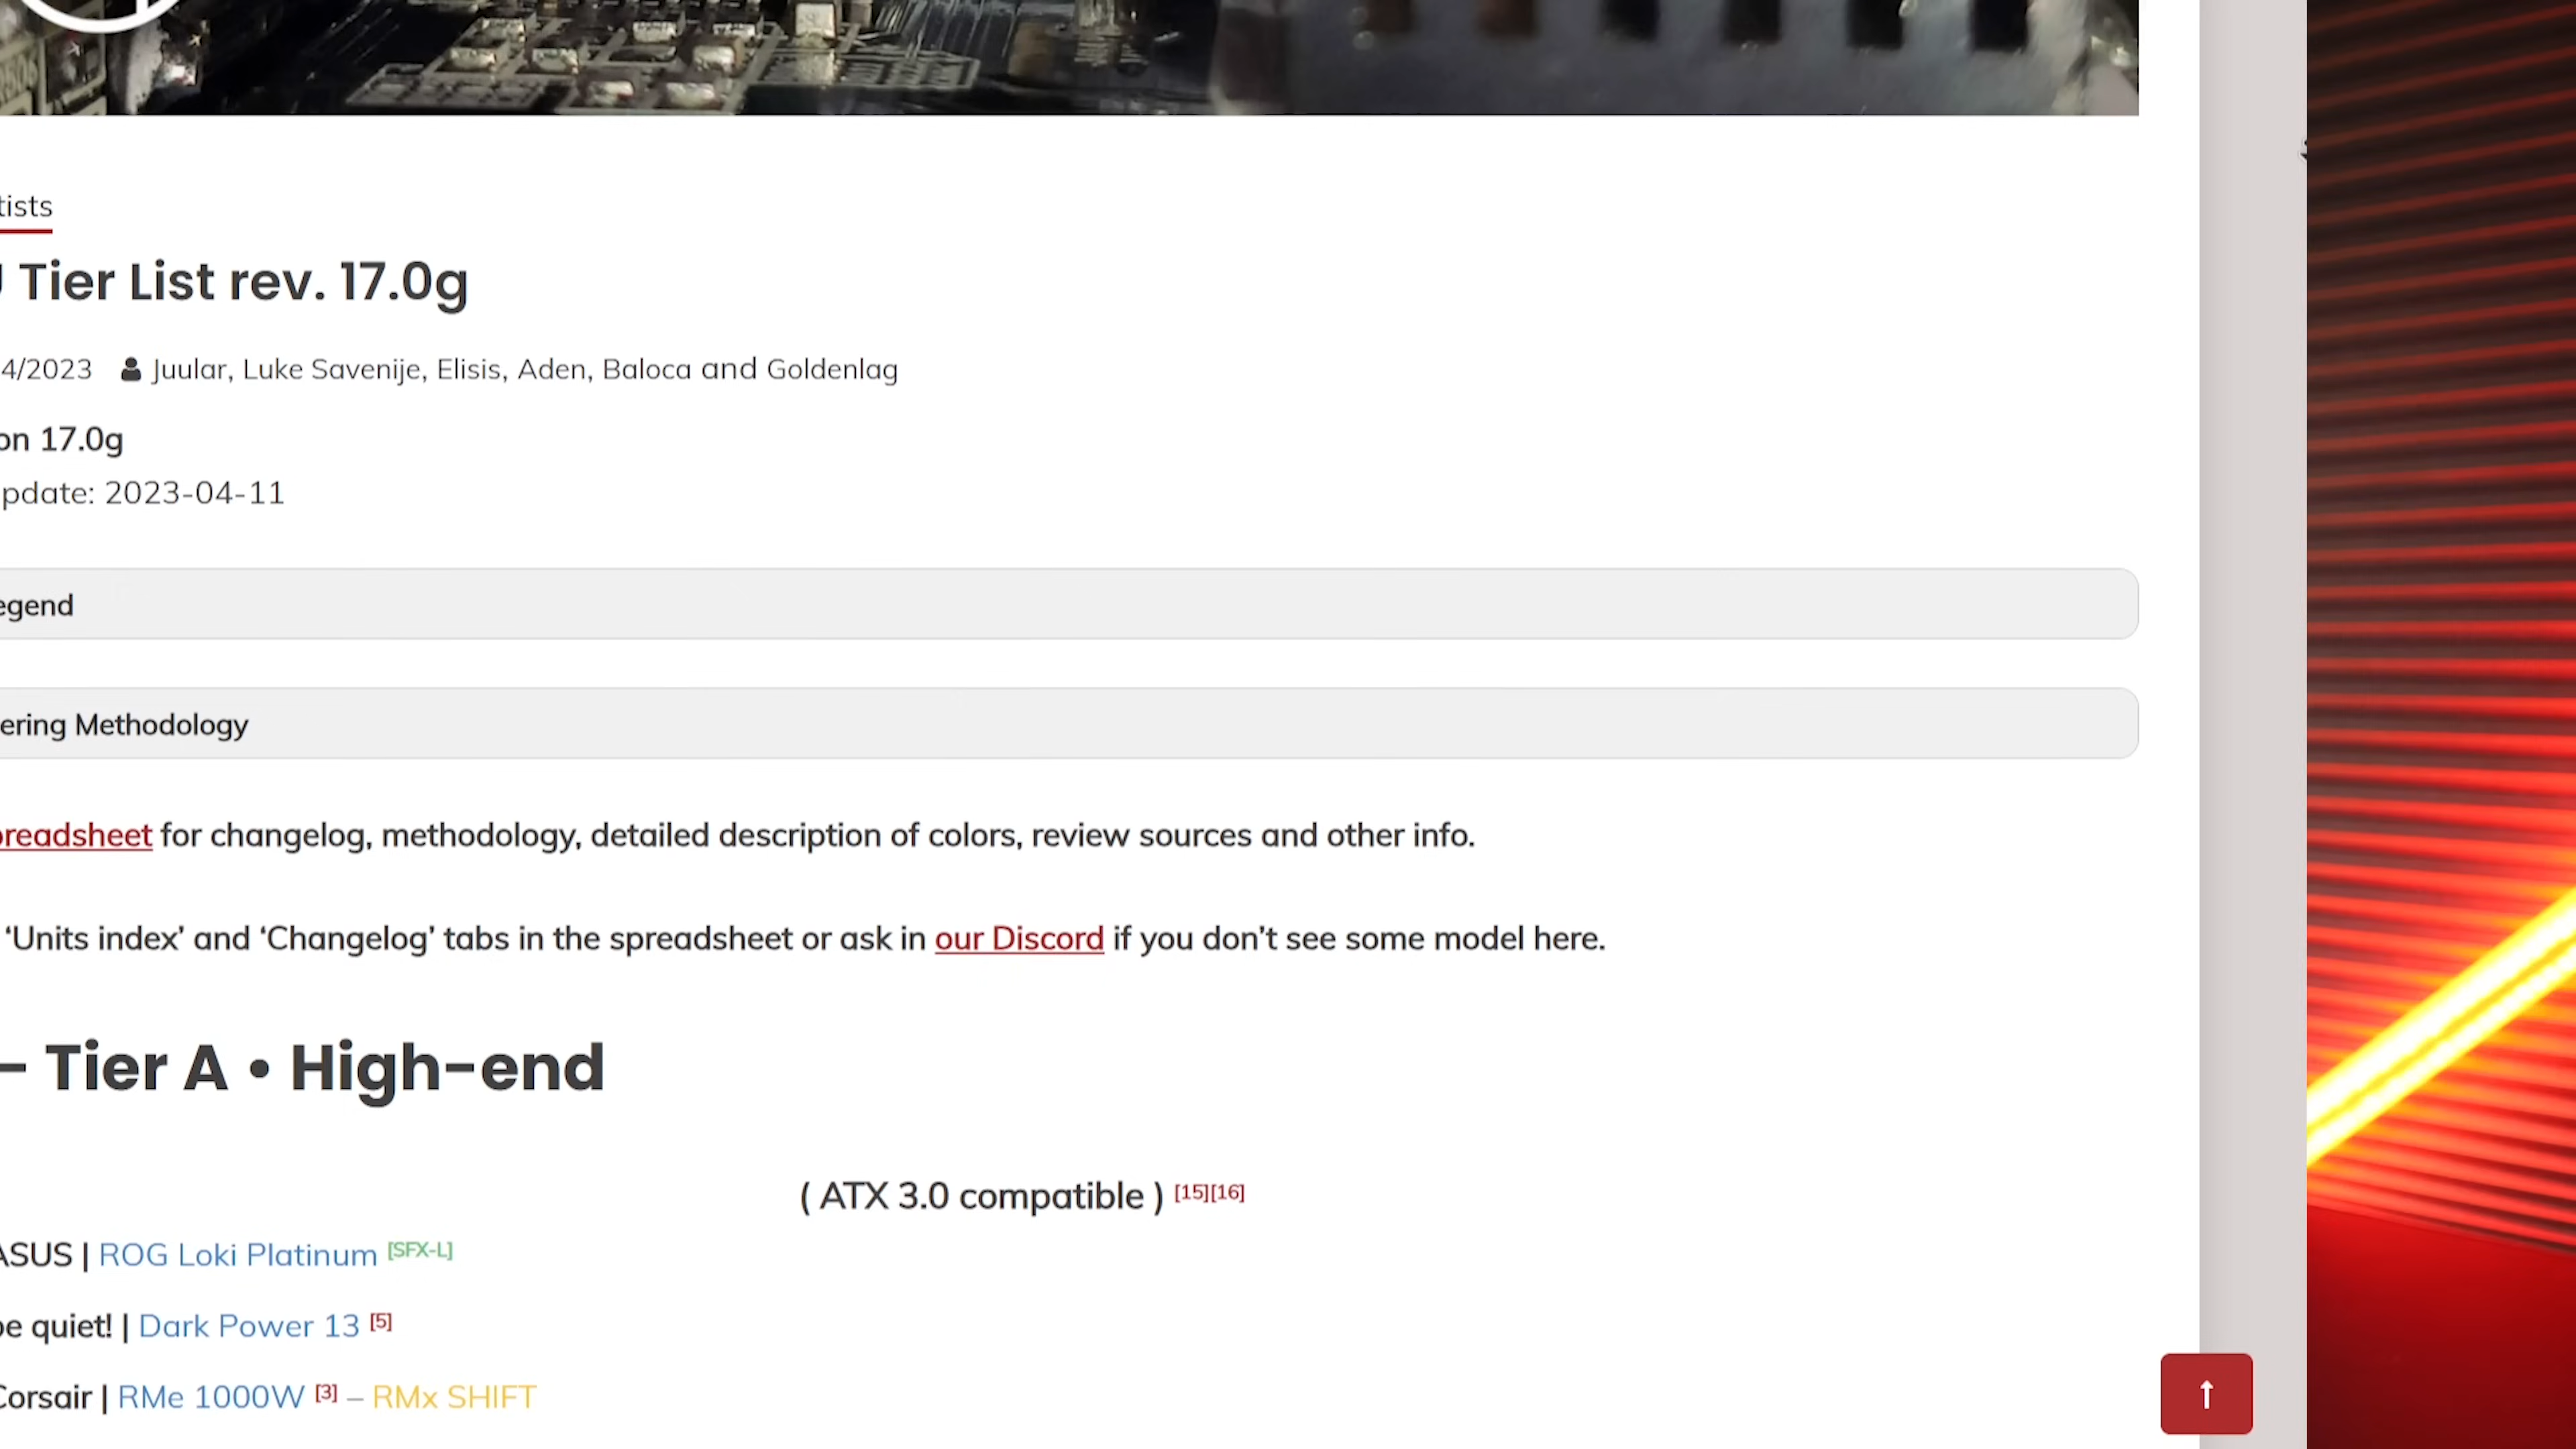 tists
Tier List rev. 17.0g
4/2023 Juular, Luke Savenije, Elisis, Aden, Baloca and Goldenlag
on 17.0g
pdate: 2023-04-11
egend
ering Methodology
preadsheet for changelog, methodology, detailed description of colors, review sources and other info.
‘Units index’ and ‘Changelog’ tabs in the spreadsheet or ask in our Discord if you don’t see some model here.
– Tier A • High-end
( ATX 3.0 compatible ) [15][16]
ASUS | ROG Loki Platinum [SFX-L]
be quiet! | Dark Power 13 [5]
Corsair | RMe 1000W [3] – RMx SHIFT